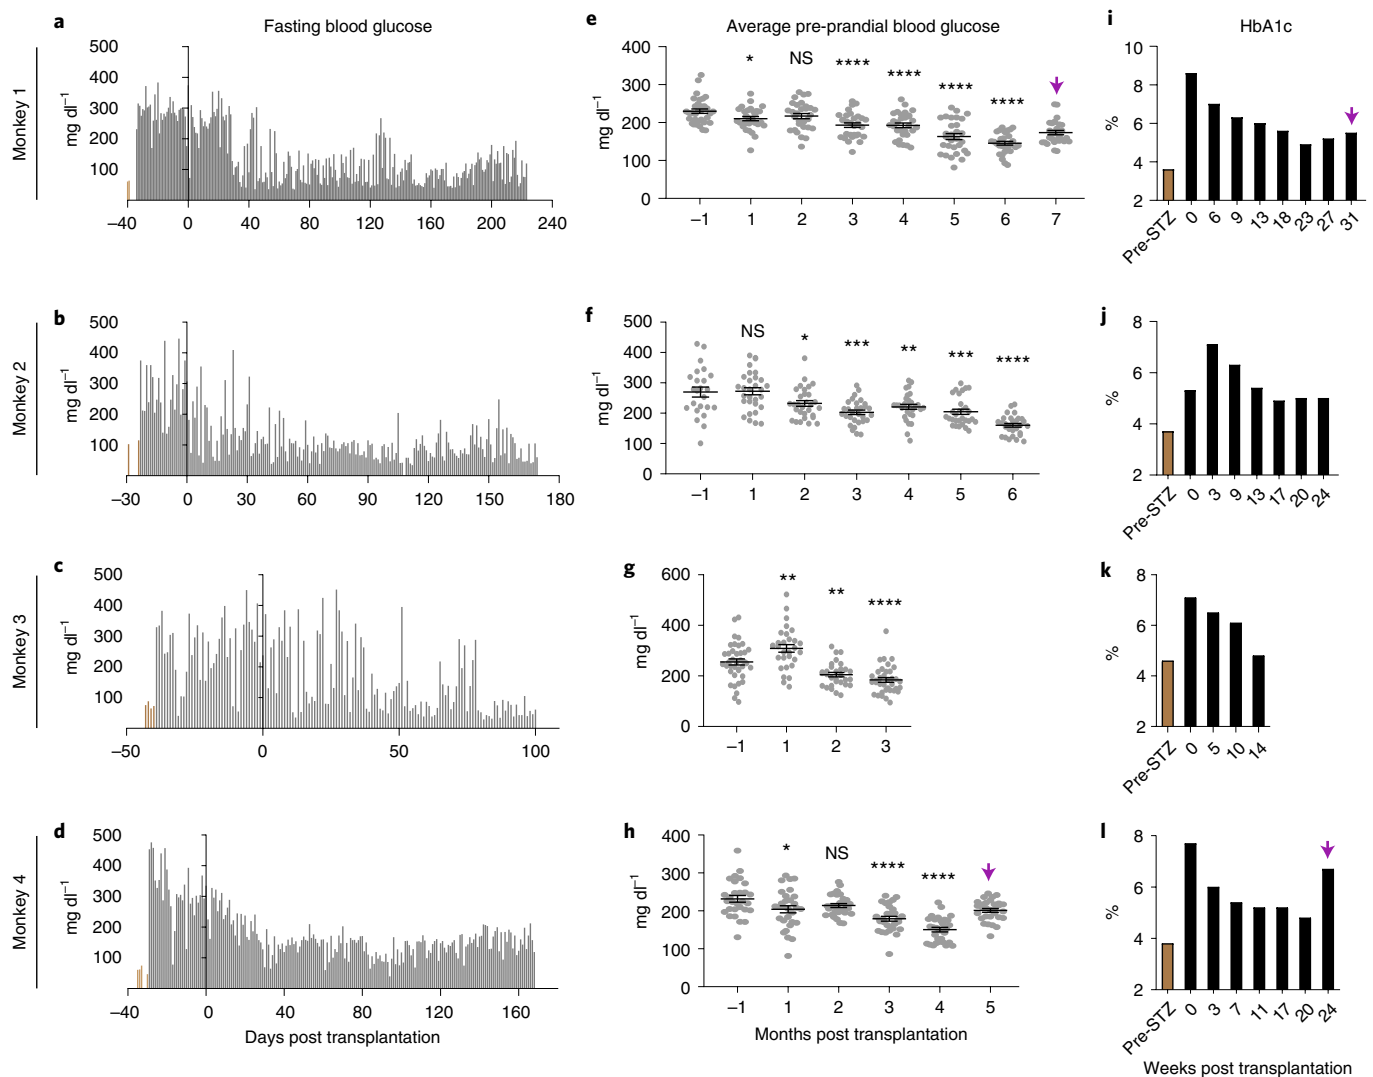 a
Fasting blood glucose
e
Average pre-prandial blood glucose
i
HbA1c
Monkey 1
mg dl⁻¹
500
400
300
200
100
−40 0 40 80 120 160 200 240
mg dl⁻¹
400
300
200
100
0
* NS **** **** **** ****
−1 1 2 3 4 5 6 7
%
10
8
6
4
2
Pre-STZ 0 6 9 13 18 23 27 31
b
f
j
Monkey 2
mg dl⁻¹
500
400
300
200
100
−30 0 30 60 90 120 150 180
mg dl⁻¹
500
400
300
200
100
0
NS * *** ** *** ****
−1 1 2 3 4 5 6
%
8
6
4
2
Pre-STZ 0 3 9 13 17 20 24
c
g
k
Monkey 3
mg dl⁻¹
500
400
300
200
100
−50 0 50 100
mg dl⁻¹
600
400
200
0
** ** ****
−1 1 2 3
%
8
6
4
2
Pre-STZ 0 5 10 14
d
h
l
Monkey 4
mg dl⁻¹
500
400
300
200
100
−40 0 40 80 120 160
Days post transplantation
mg dl⁻¹
400
300
200
100
0
* NS **** ****
−1 1 2 3 4 5
Months post transplantation
%
8
6
4
2
Pre-STZ 0 3 7 11 17 20 24
Weeks post transplantation